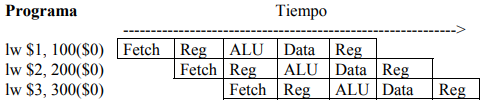 Programa Tiempo
-------------------------------------------------------->
lw $1, 100($0) Fetch Reg ALU Data Reg
lw $2, 200($0) Fetch Reg ALU Data Reg
lw $3, 300($0) Fetch Reg ALU Data Reg